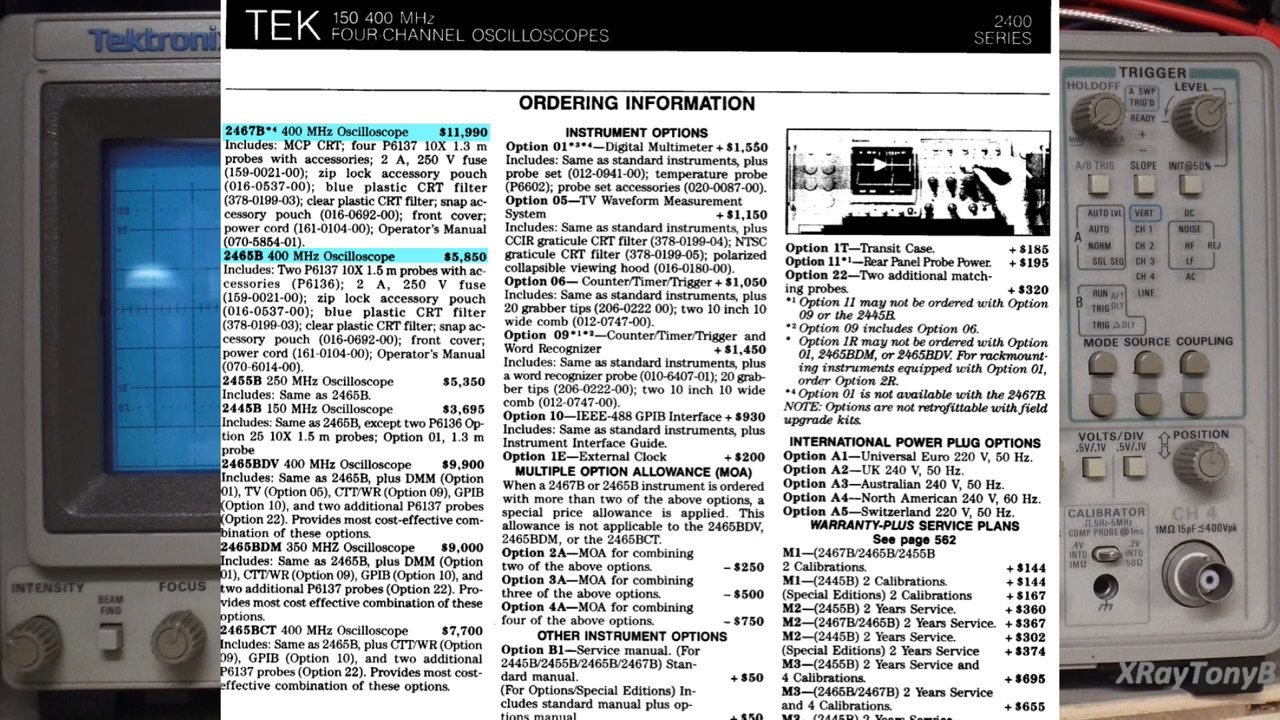 Tektronix
TEK
150 400 MHz
FOUR-CHANNEL OSCILLOSCOPES
2400
SERIES
ORDERING INFORMATION
2467B*⁴ 400 MHz Oscilloscope $11,990
Includes: MCP CRT; four P6137 10X 1.3 m
probes with accessories; 2 A, 250 V fuse
(159-0021-00); zip lock accessory pouch
(016-0537-00); blue plastic CRT filter
(378-0199-03); clear plastic CRT filter; snap ac-
cessory pouch (016-0692-00); front cover;
power cord (161-0104-00); Operator's Manual
(070-5854-01).
2465B 400 MHz Oscilloscope $5,850
Includes: Two P6137 10X 1.5 m probes with ac-
cessories (P6136); 2 A, 250 V fuse
(159-0021-00); zip lock accessory pouch
(016-0537-00); blue plastic CRT filter
(378-0199-03); clear plastic CRT filter; snap ac-
cessory pouch (016-0692-00); front cover;
power cord (161-0104-00); Operator's Manual
(070-6014-00).
2455B 250 MHz Oscilloscope $5,350
Includes: Same as 2465B.
2445B 150 MHz Oscilloscope $3,695
Includes: Same as 2465B, except two P6136 Op-
tion 25 10X 1.5 m probes; Option 01, 1.3 m
probe
2465BDV 400 MHz Oscilloscope $9,900
Includes: Same as 2465B, plus DMM (Option
01), TV (Option 05), CTT/WR (Option 09), GPIB
(Option 10), and two additional P6137 probes
(Option 22). Provides most cost-effective com-
bination of these options.
2465BDM 350 MHZ Oscilloscope $9,000
Includes: Same as 2465B, plus DMM (Option
01), CTT/WR (Option 09), GPIB (Option 10), and
two additional P6137 probes (Option 22). Pro-
vides most cost effective combination of these
options.
2465BCT 400 MHz Oscilloscope $7,700
Includes: Same as 2465B, plus CTT/WR (Option
09), GPIB (Option 10), and two additional
P6137 probes (Option 22). Provides most cost-
effective combination of these options.
INSTRUMENT OPTIONS
Option 01*³*⁴—Digital Multimeter + $1,550
Includes: Same as standard instruments, plus
probe set (012-0941-00); temperature probe
(P6602); probe set accessories (020-0087-00).
Option 05—TV Waveform Measurement
System + $1,150
Includes: Same as standard instruments, plus
CCIR graticule CRT filter (378-0199-04); NTSC
graticule CRT filter (378-0199-05); polarized
collapsible viewing hood (016-0180-00).
Option 06— Counter/Timer/Trigger + $1,050
Includes: Same as standard instruments, plus
20 grabber tips (206-0222 00); two 10 inch 10
wide comb (012-0747-00).
Option 09*¹*²—Counter/Timer/Trigger and
Word Recognizer + $1,450
Includes: Same as standard instruments, plus
a word recognizer probe (010-6407-01); 20 grab-
ber tips (206-0222-00); two 10 inch 10 wide
comb (012-0747-00).
Option 10—IEEE-488 GPIB Interface + $930
Includes: Same as standard instruments, plus
Instrument Interface Guide.
Option 1E—External Clock + $200
MULTIPLE OPTION ALLOWANCE (MOA)
When a 2467B or 2465B instrument is ordered
with more than two of the above options, a
special price allowance is applied. This
allowance is not applicable to the 2465BDV,
2465BDM, or the 2465BCT.
Option 2A—MOA for combining
two of the above options. – $250
Option 3A—MOA for combining
three of the above options. – $500
Option 4A—MOA for combining
four of the above options. – $750
OTHER INSTRUMENT OPTIONS
Option B1—Service manual. (For
2445B/2455B/2465B/2467B) Stan-
dard manual. + $50
(For Options/Special Editions) In-
cludes standard manual plus op-
tions manual + $50
Option 1T—Transit Case. + $185
Option 11*¹—Rear Panel Probe Power. + $195
Option 22—Two additional match-
ing probes. + $320
*¹ Option 11 may not be ordered with Option
09 or the 2445B.
*² Option 09 includes Option 06.
* Option 1R may not be ordered with Option
01, 2465BDM, or 2465BDV. For rackmount-
ing instruments equipped with Option 01,
order Option 2R.
*⁴ Option 01 is not available with the 2467B.
NOTE: Options are not retrofittable with field
upgrade kits.
INTERNATIONAL POWER PLUG OPTIONS
Option A1—Universal Euro 220 V, 50 Hz.
Option A2—UK 240 V, 50 Hz.
Option A3—Australian 240 V, 50 Hz.
Option A4—North American 240 V, 60 Hz.
Option A5—Switzerland 220 V, 50 Hz.
WARRANTY-PLUS SERVICE PLANS
See page 562
M1—(2467B/2465B/2455B
2 Calibrations. + $144
M1—(2445B) 2 Calibrations. + $144
(Special Editions) 2 Calibrations + $167
M2—(2455B) 2 Years Service. + $360
M2—(2467B/2465B) 2 Years Service. + $367
M2—(2445B) 2 Years Service. + $302
(Special Editions) 2 Years Service + $374
M3—(2455B) 2 Years Service and
4 Calibrations. + $695
M3—(2465B/2467B) 2 Years Service
and 4 Calibrations. + $655
INTENSITY
BEAM
FIND
FOCUS
TRIGGER
HOLDOFF
A SWP
TRIG'D
LEVEL
READY
+
MIN
–
A/B TRIG
SLOPE
INIT@50%
A
AUTO LVL
AUTO
NORM
SGL SEQ
VERT
CH 1
CH 2
CH 3
CH 4
LINE
DC
NOISE
HF REJ
LF
AC
B
RUN AFT
DLY
TRIG
TRIG Δ DLY
MODE SOURCE COUPLING
VOLTS/DIV
.5V/.1V .5V/.1V
POSITION
CALIBRATOR
COMP PROBE @1ms
.4V
INTO
1MΩ
.2V
INTO
50Ω
CH 4
1MΩ 15pF ≤400Vpk
XRayTonyB